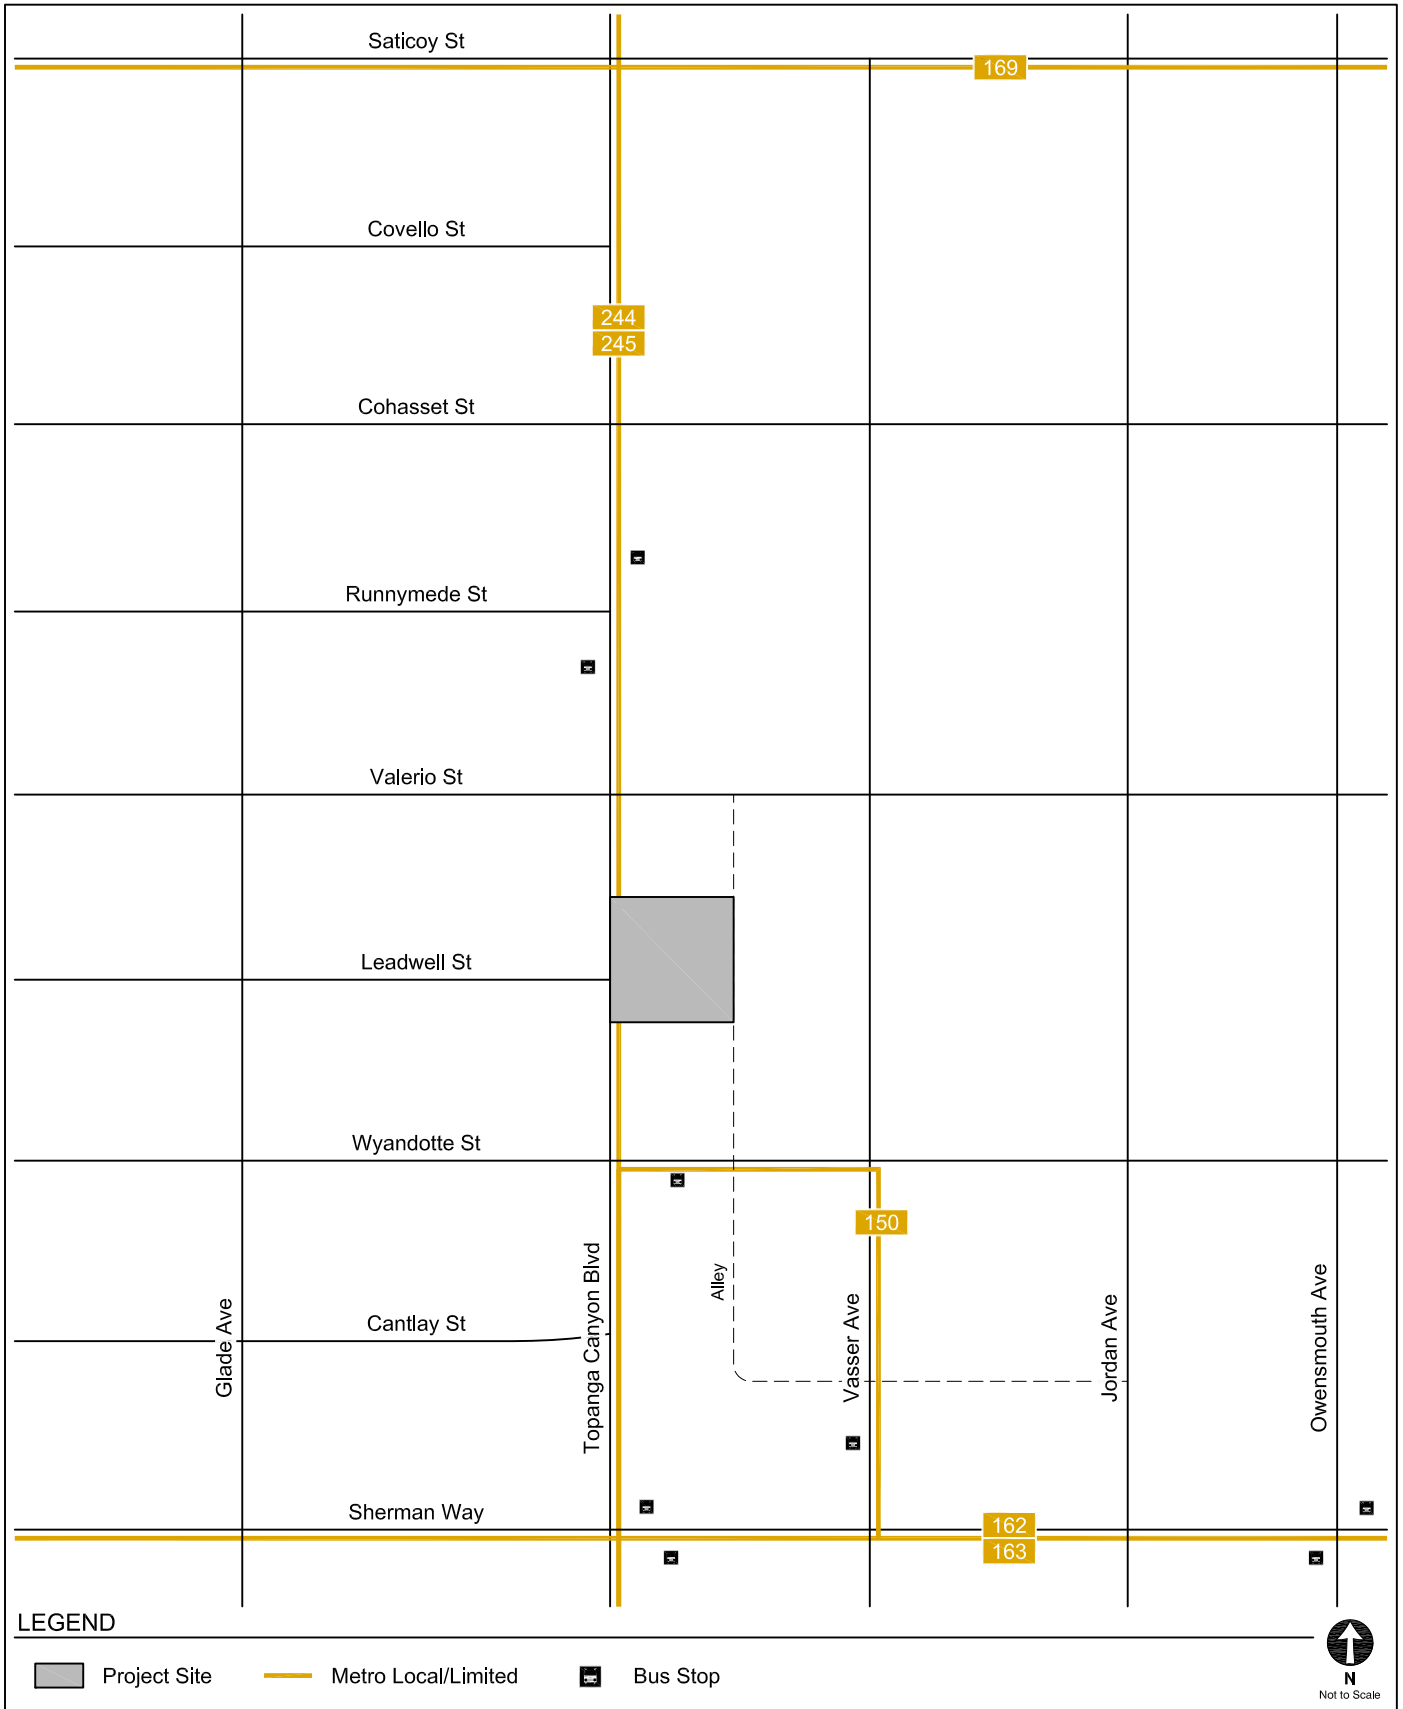 Saticoy St
169
Covello St
244
245
Cohasset St
Runnymede St
Valerio St
Leadwell St
Wyandotte St
150
Cantlay St
Glade Ave
Topanga Canyon Blvd
Alley
Vasser Ave
Jordan Ave
Owensmouth Ave
Sherman Way
162
163
LEGEND
Project Site
Metro Local/Limited
Bus Stop
N
Not to Scale